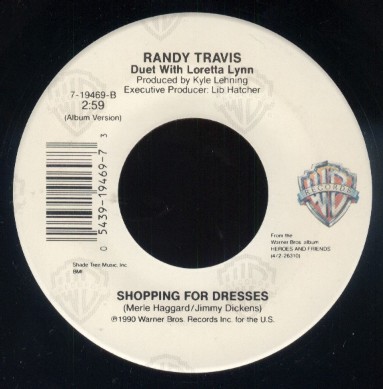 RANDY TRAVIS
Duet With Loretta Lynn
Produced by Kyle Lehning
Executive Producer: Lib Hatcher
7-19469-B
2:59
(Album Version)
0 5439-19469-7 3
RECORDS
From the
Warner Bros. album
HEROES AND FRIENDS
(4/2-26310)
Shade Tree Music, Inc
BMI
SHOPPING FOR DRESSES
(Merle Haggard/Jimmy Dickens)
℗1990 Warner Bros. Records Inc. for the U.S.